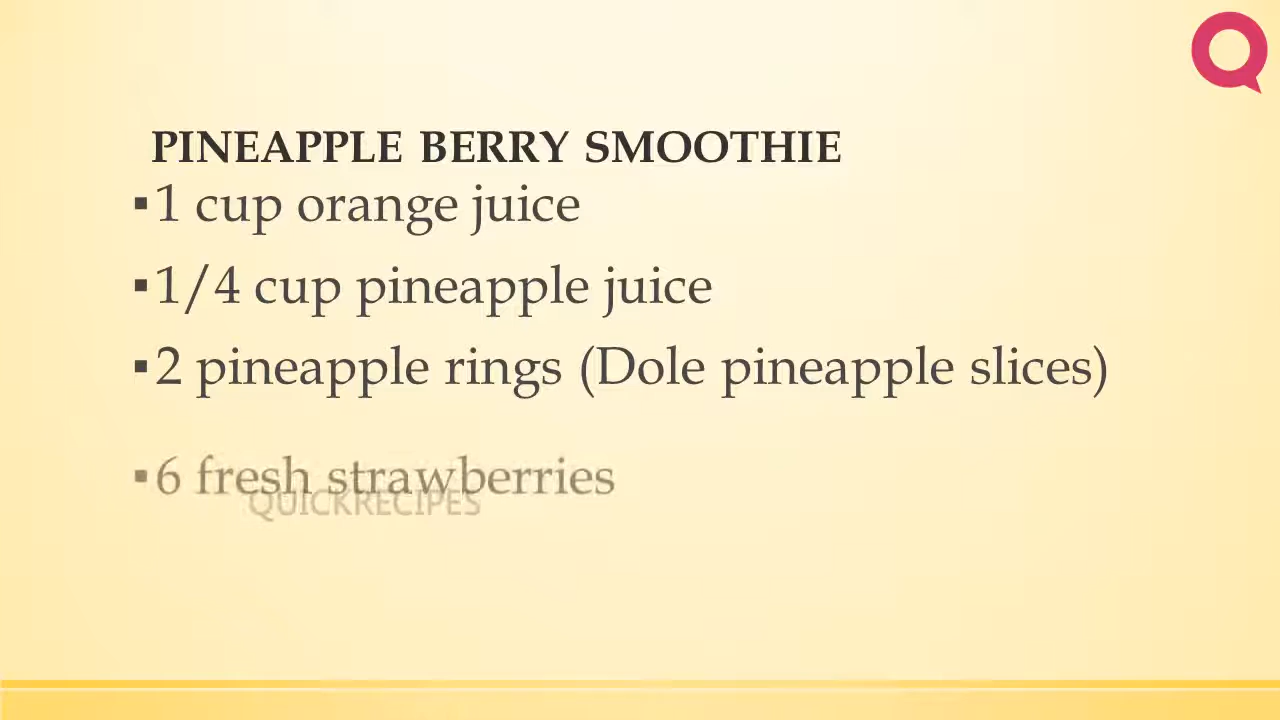 PINEAPPLE BERRY SMOOTHIE
▪1 cup orange juice
▪1/4 cup pineapple juice
▪2 pineapple rings (Dole pineapple slices)
▪6 fresh strawberries
QUICKRECIPES